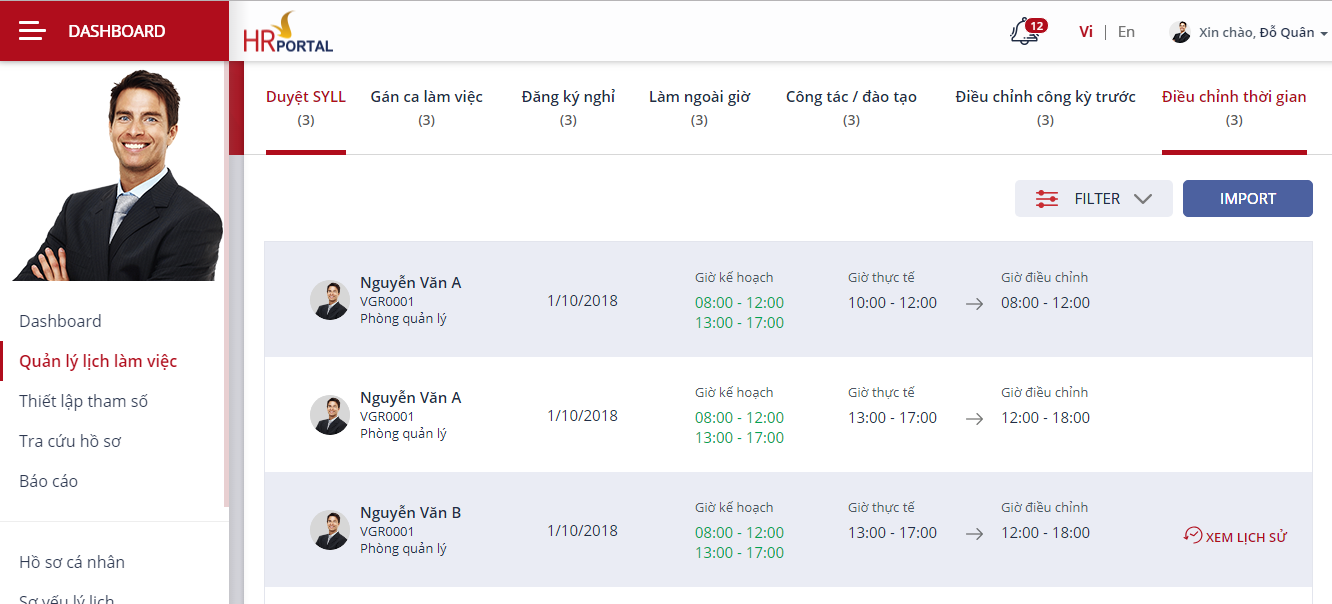 DASHBOARD
HRPORTAL
12
Vi | En
Xin chào, Đỗ Quân
Duyệt SYLL
(3)
Gán ca làm việc
(3)
Đăng ký nghỉ
(3)
Làm ngoài giờ
(3)
Công tác / đào tạo
(3)
Điều chỉnh công kỳ trước
(3)
Điều chỉnh thời gian
(3)
FILTER
IMPORT
Dashboard
Quản lý lịch làm việc
Thiết lập tham số
Tra cứu hồ sơ
Báo cáo
Hồ sơ cá nhân
Sơ yếu lý lịch
Nguyễn Văn A
VGR0001
Phòng quản lý
1/10/2018
Giờ kế hoạch
08:00 - 12:00
13:00 - 17:00
Giờ thực tế
10:00 - 12:00
Giờ điều chỉnh
08:00 - 12:00
Nguyễn Văn A
VGR0001
Phòng quản lý
1/10/2018
Giờ kế hoạch
08:00 - 12:00
13:00 - 17:00
Giờ thực tế
13:00 - 17:00
Giờ điều chỉnh
12:00 - 18:00
Nguyễn Văn B
VGR0001
Phòng quản lý
1/10/2018
Giờ kế hoạch
08:00 - 12:00
13:00 - 17:00
Giờ thực tế
13:00 - 17:00
Giờ điều chỉnh
12:00 - 18:00
XEM LỊCH SỬ